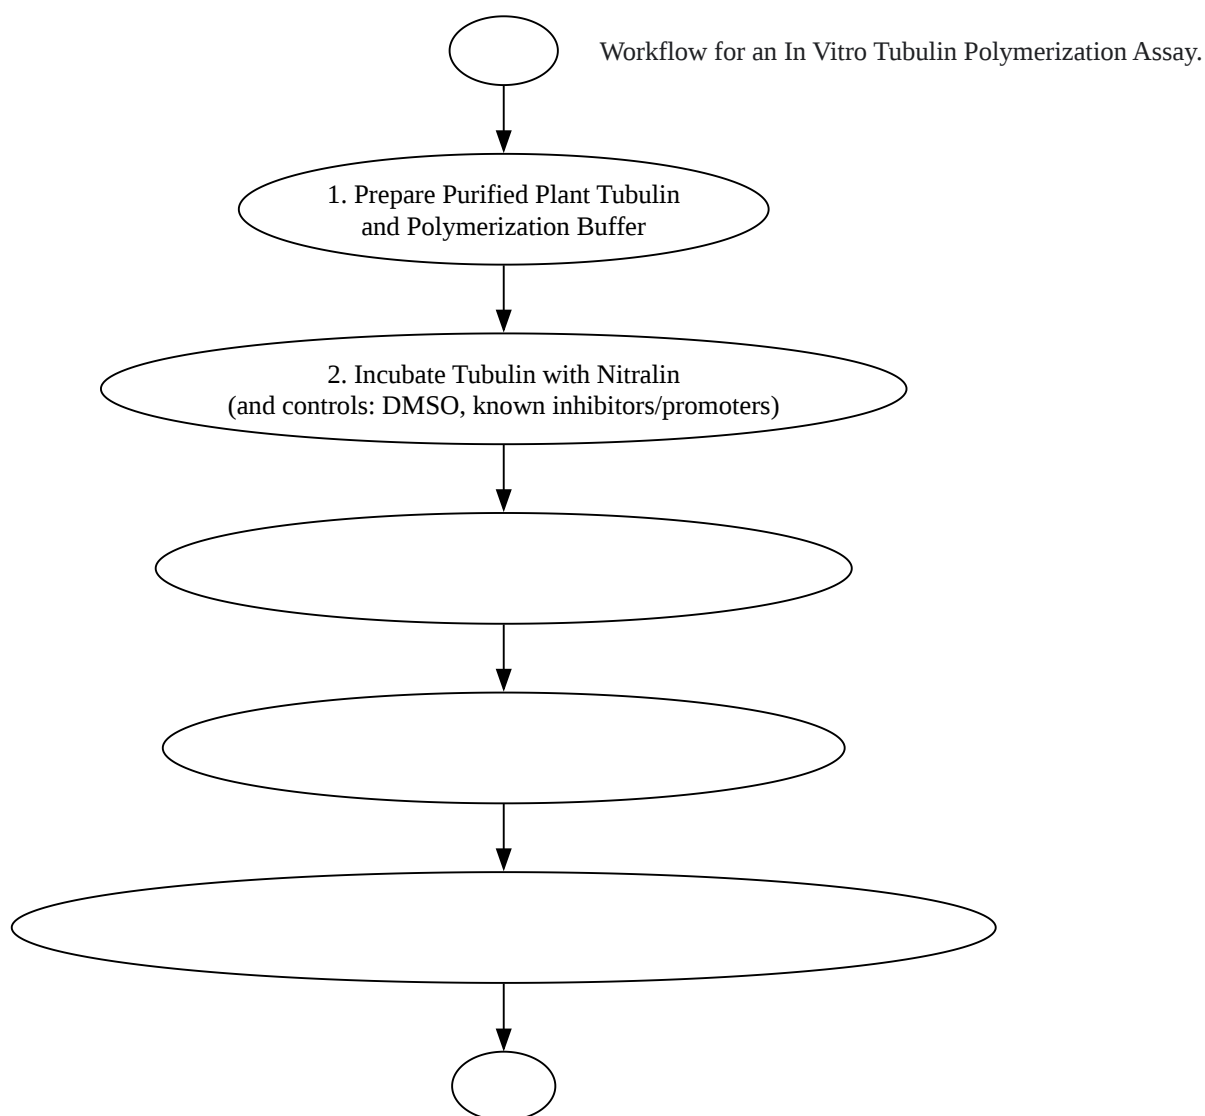 Workflow for an In Vitro Tubulin Polymerization Assay.
1. Prepare Purified Plant Tubulin
and Polymerization Buffer
2. Incubate Tubulin with Nitralin
(and controls: DMSO, known inhibitors/promoters)